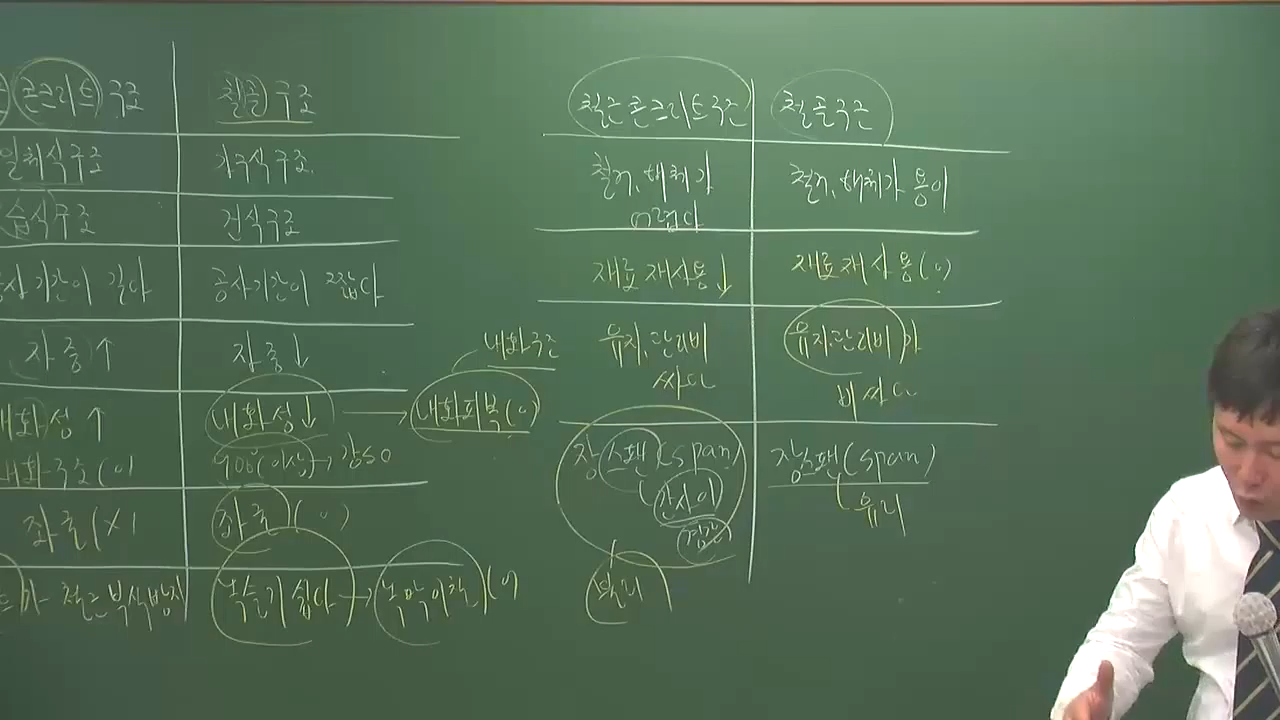 콘크리트 구조 철골 구조
일체식구조 가구식구조
습식구조 건식구조
공사기간이 길다 공사기간이 짧다
자중↑ 자중↓
내화성↑ 내화성↓ → 내화피복(o)
내화구조
내화구조(o) 900°(이상)→강도0
좌굴(x) 좌굴(o)
철근부식방지 녹슬기쉽다 → 녹막이칠(o)
철근콘크리트구조 철골구조
철거, 해체가 어렵다 철거, 해체가 용이
재료재사용↓ 재료재사용(o)
유지.관리비 싸다 유지.관리비가 비싸다
장스팬(span) 장스팬(span)
간사이 유리
불리